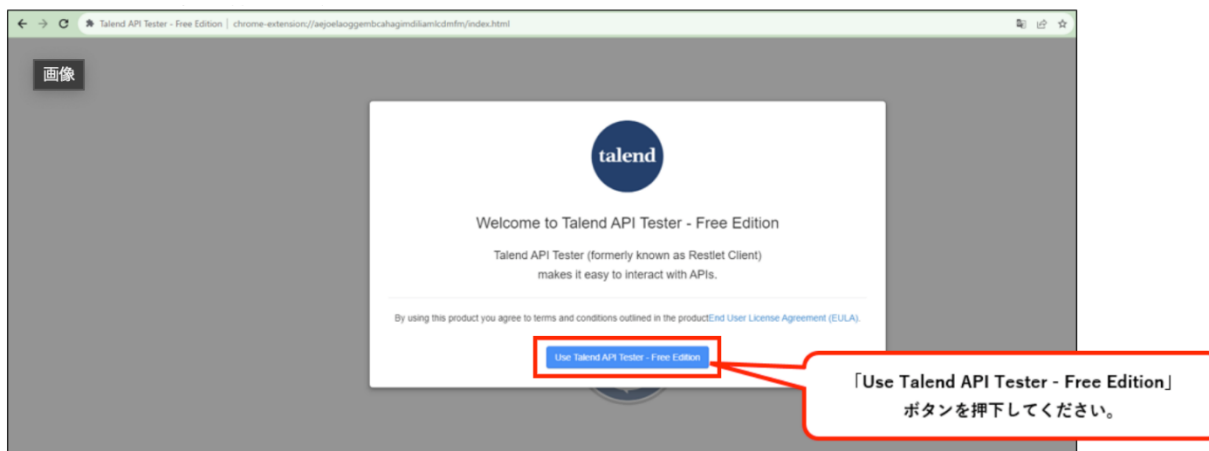 Talend API Tester - Free Edition | chrome-extension://aejoelaoggembcahagimdiliamlcdmfm/index.html
画像
talend
Welcome to Talend API Tester - Free Edition
Talend API Tester (formerly known as Restlet Client)
makes it easy to interact with APIs.
By using this product you agree to terms and conditions outlined in the productEnd User License Agreement (EULA).
Use Talend API Tester - Free Edition
「Use Talend API Tester - Free Edition」
ボタンを押下してください。